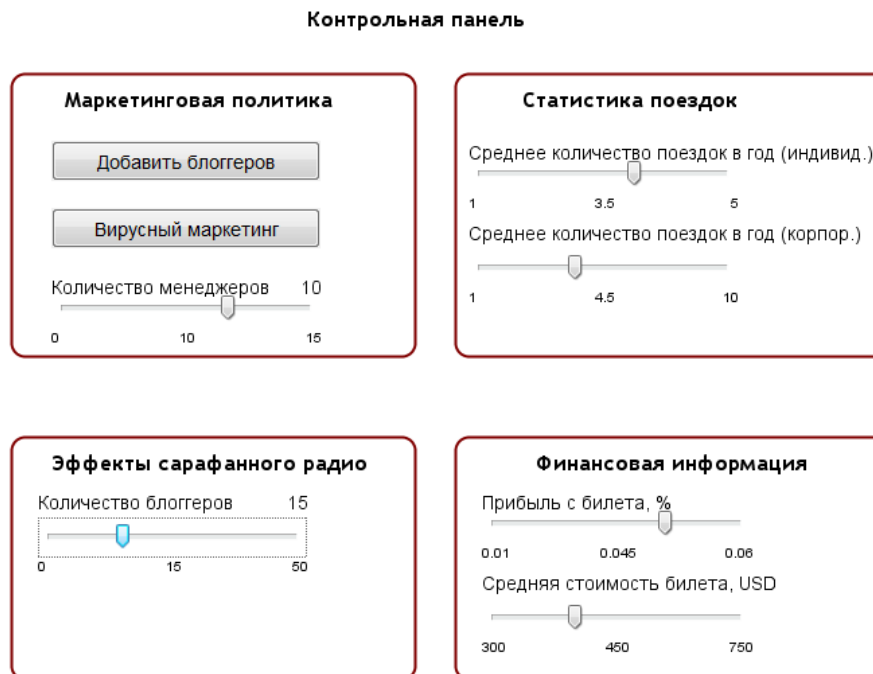 Контрольная панель
Маркетинговая политика
Добавить блоггеров
Вирусный маркетинг
Количество менеджеров 10
0 10 15
Статистика поездок
Среднее количество поездок в год (индивид.)
1 3.5 5
Среднее количество поездок в год (корпор.)
1 4.5 10
Эффекты сарафанного радио
Количество блоггеров 15
0 15 50
Финансовая информация
Прибыль с билета, %
0.01 0.045 0.06
Средняя стоимость билета, USD
300 450 750